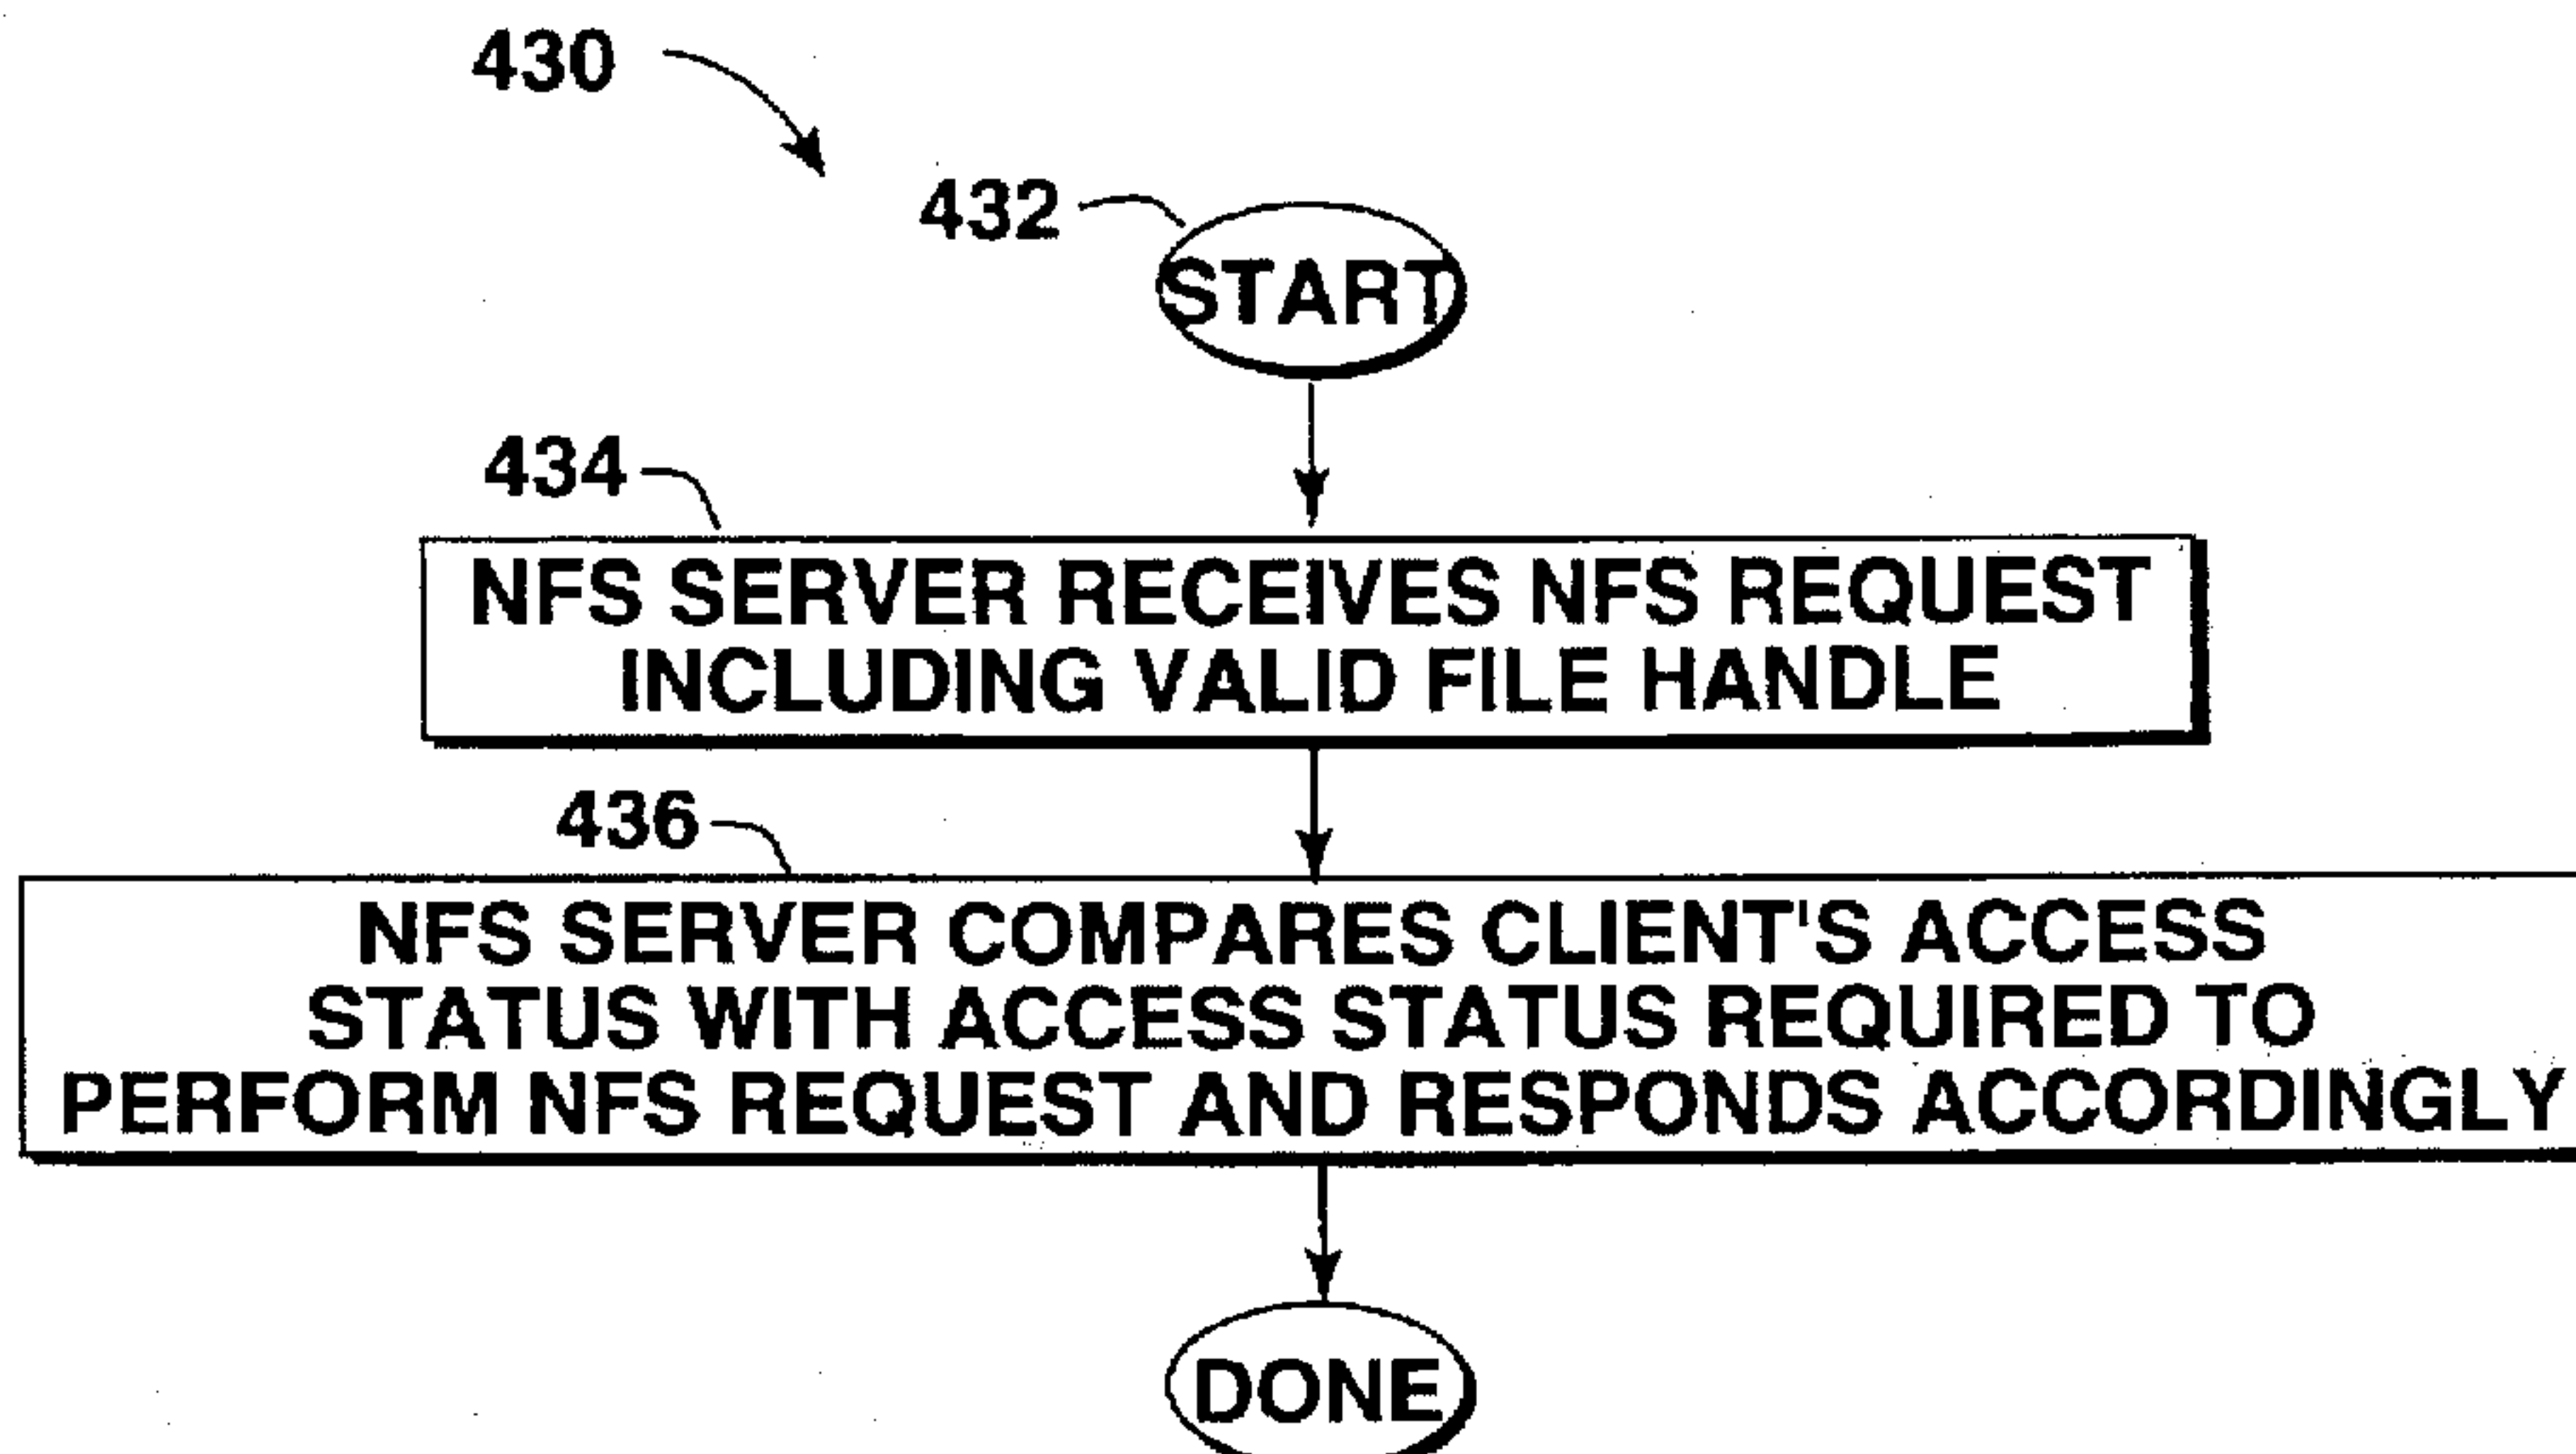 430
432
START
434
NFS SERVER RECEIVES NFS REQUEST
INCLUDING VALID FILE HANDLE
436
NFS SERVER COMPARES CLIENT'S ACCESS
STATUS WITH ACCESS STATUS REQUIRED TO
PERFORM NFS REQUEST AND RESPONDS ACCORDINGLY
DONE